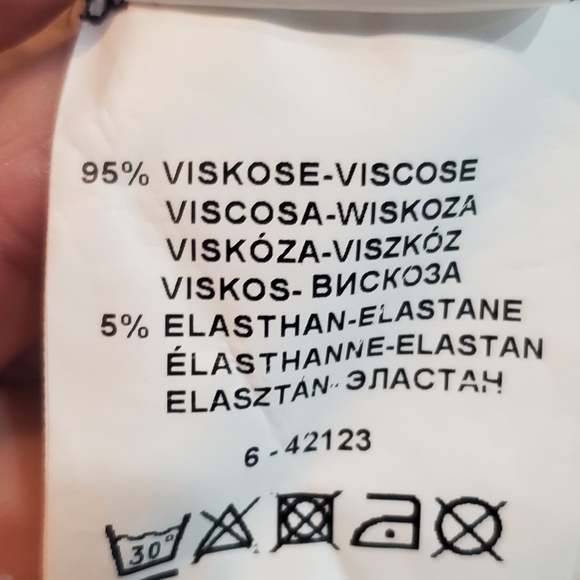 95% VISKOSE-VISCOSE
VISCOSA-WISKOZA
VISKÓZA-VISZKÓZ
VISKOS- ВИСКОЗА
5% ELASTHAN-ELASTANE
ÉLASTHANNE-ELASTAN
ELASZTÁN- ЭЛАСТАН
6-42123
30°